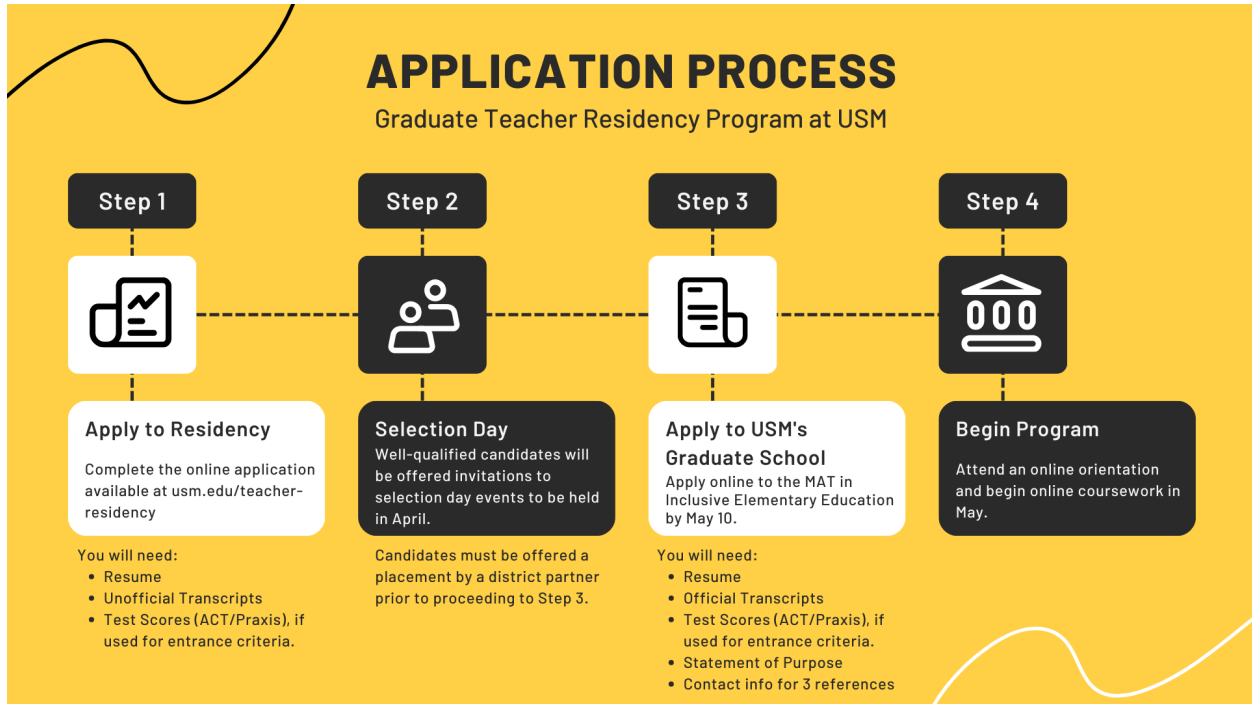 APPLICATION PROCESS
Graduate Teacher Residency Program at USM
Step 1
Apply to Residency
Complete the online application
available at usm.edu/teacher-
residency
You will need:
• Resume
• Unofficial Transcripts
• Test Scores (ACT/Praxis), if
used for entrance criteria.
Step 2
Selection Day
Well-qualified candidates will
be offered invitations to
selection day events to be held
in April.
Candidates must be offered a
placement by a district partner
prior to proceeding to Step 3.
Step 3
Apply to USM's
Graduate School
Apply online to the MAT in
Inclusive Elementary Education
by May 10.
You will need:
• Resume
• Official Transcripts
• Test Scores (ACT/Praxis), if
used for entrance criteria.
• Statement of Purpose
• Contact info for 3 references
Step 4
Begin Program
Attend an online orientation
and begin online coursework in
May.